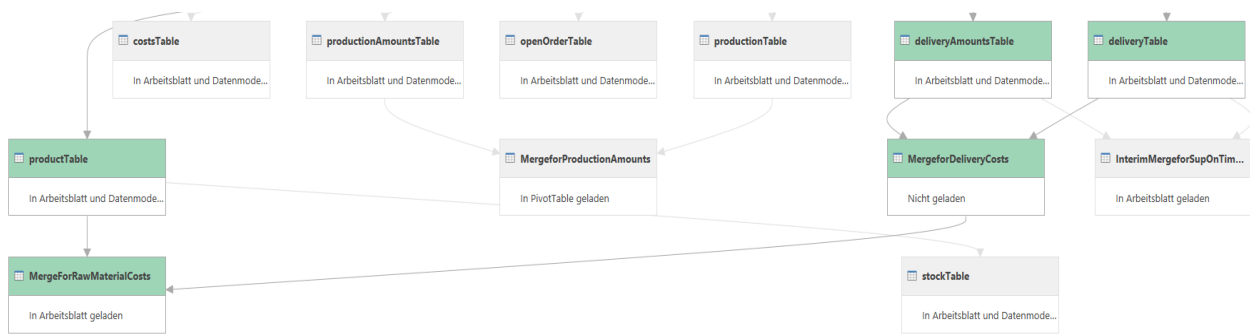 costsTable
In Arbeitsblatt und Datenmode...
productionAmountsTable
In Arbeitsblatt und Datenmode...
openOrderTable
In Arbeitsblatt und Datenmode...
productionTable
In Arbeitsblatt und Datenmode...
deliveryAmountsTable
In Arbeitsblatt und Datenmode...
deliveryTable
In Arbeitsblatt und Datenmode...
productTable
In Arbeitsblatt und Datenmode...
MergeforProductionAmounts
In PivotTable geladen
MergeforDeliveryCosts
Nicht geladen
InterimMergeforSupOnTim...
In Arbeitsblatt geladen
MergeForRawMaterialCosts
In Arbeitsblatt geladen
stockTable
In Arbeitsblatt und Datenmode...